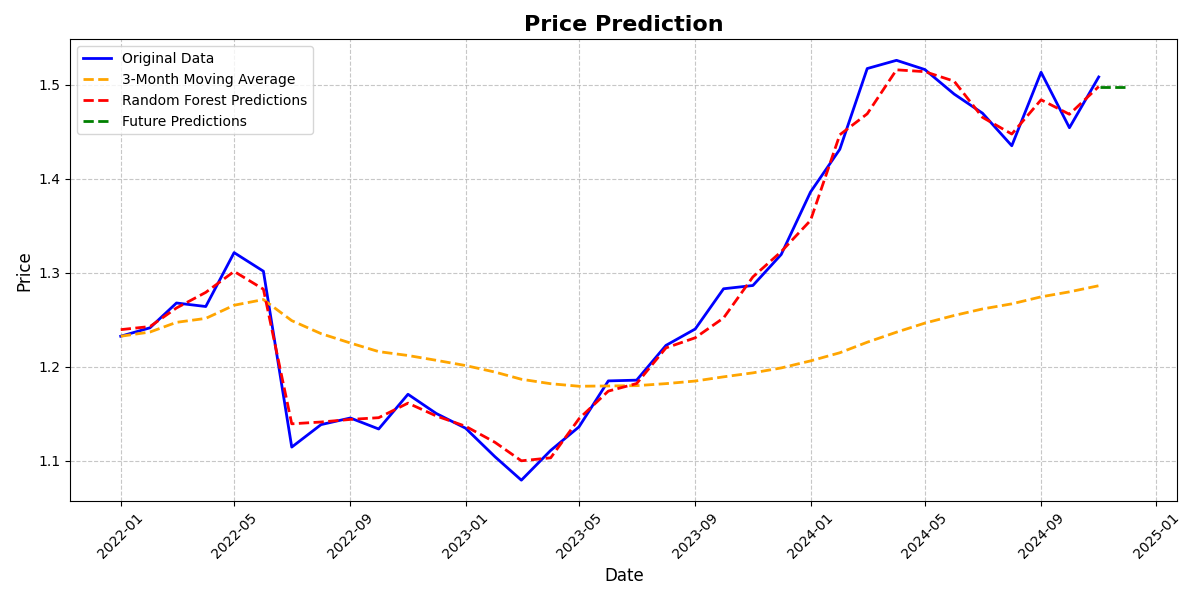 Price Prediction
Original Data
3-Month Moving Average
Random Forest Predictions
Future Predictions
Price
1.5
1.4
1.3
1.2
1.1
2022-01
2022-05
2022-09
2023-01
2023-05
2023-09
2024-01
2024-05
2024-09
2025-01
Date